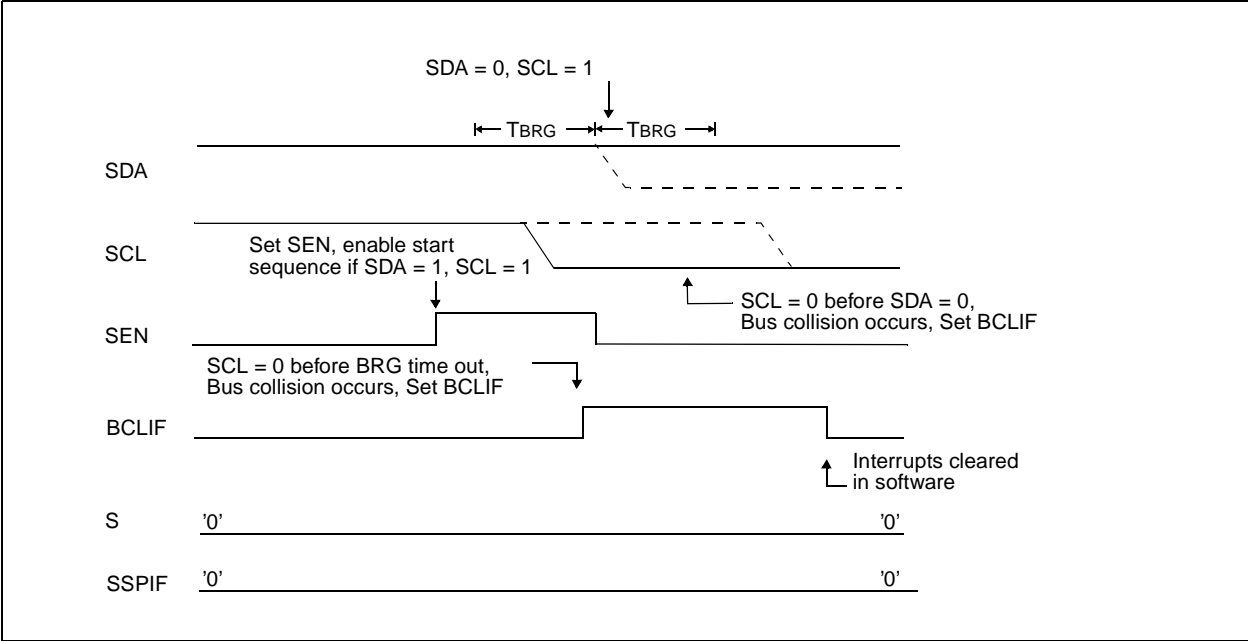 SDA = 0, SCL = 1
TBRG TBRG
SDA
SCL
Set SEN, enable start
sequence if SDA = 1, SCL = 1
SCL = 0 before SDA = 0,
Bus collision occurs, Set BCLIF
SEN
SCL = 0 before BRG time out,
Bus collision occurs, Set BCLIF
BCLIF
Interrupts cleared
in software
S '0' '0'
SSPIF '0' '0'